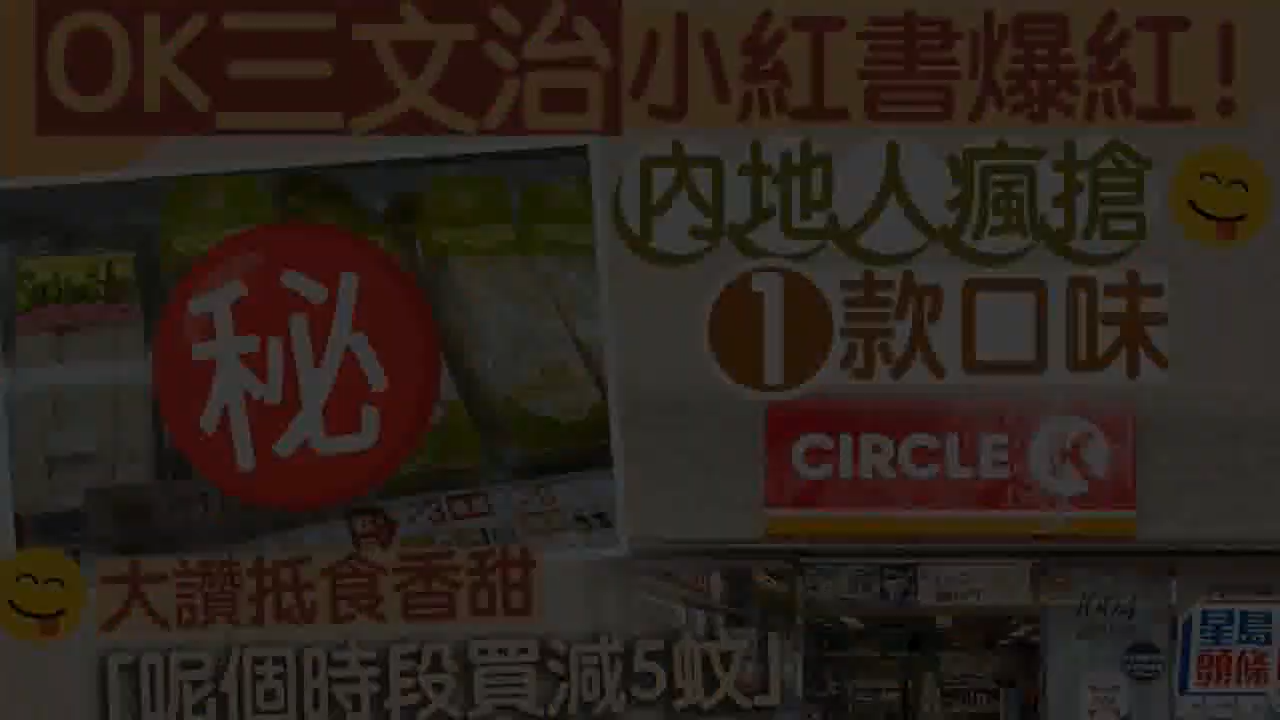 OK三文治小紅書爆紅!
內地人瘋搶
1款口味
秘
CIRCLE K
大讚抵食香甜
「呢個時段買減5蚊」
星島
頭條